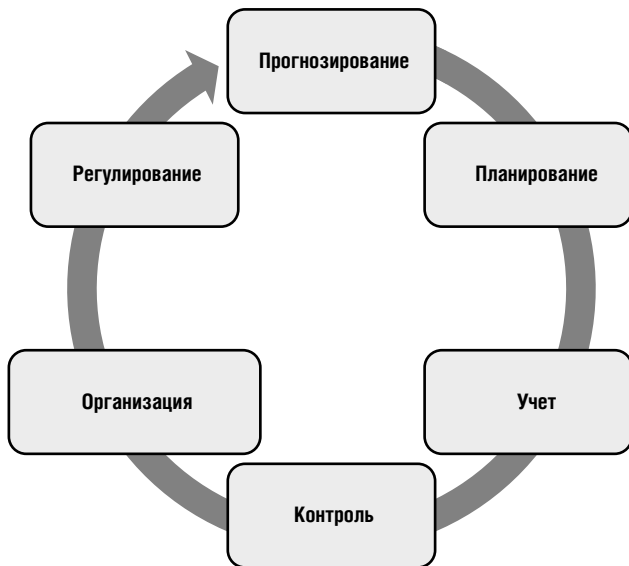 Прогнозирование
Планирование
Учет
Контроль
Организация
Регулирование